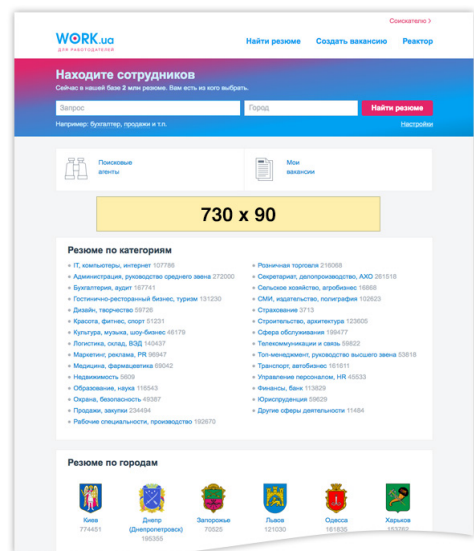 Соискателю >
WORK.ua
ДЛЯ РАБОТОДАТЕЛЕЙ
Найти резюме Создать вакансию Реактор
Находите сотрудников
Сейчас в нашей базе 2 млн резюме. Вам есть из кого выбрать.
Запрос Город Найти резюме
Например: бухгалтер, продажи и т.п. Настройки
Поисковые агенты
Мои вакансии
730 x 90
Резюме по категориям
IT, компьютеры, интернет 107786
Администрация, руководство среднего звена 272000
Бухгалтерия, аудит 167741
Гостинично-ресторанный бизнес, туризм 131230
Дизайн, творчество 59726
Красота, фитнес, спорт 51231
Культура, музыка, шоу-бизнес 46179
Логистика, склад, ВЭД 140437
Маркетинг, реклама, PR 96947
Медицина, фармацевтика 69042
Недвижимость 5609
Образование, наука 116543
Охрана, безопасность 49387
Продажи, закупки 234494
Рабочие специальности, производство 192870
Розничная торговля 216068
Секретариат, делопроизводство, АХО 261518
Сельское хозяйство, агробизнес 16868
СМИ, издательство, полиграфия 102623
Страхование 3713
Строительство, архитектура 123605
Сфера обслуживания 199477
Телекоммуникации и связь 59822
Топ-менеджмент, руководство высшего звена 50818
Транспорт, автобизнес 161611
Управление персоналом, HR 45533
Финансы, банк 113929
Юриспруденция 59629
Другие сферы деятельности 11484
Резюме по городам
Киев
774451
Днепр
(Днепропетровск)
195355
Запорожье
70525
Львов
121030
Одесса
161835
Харьков